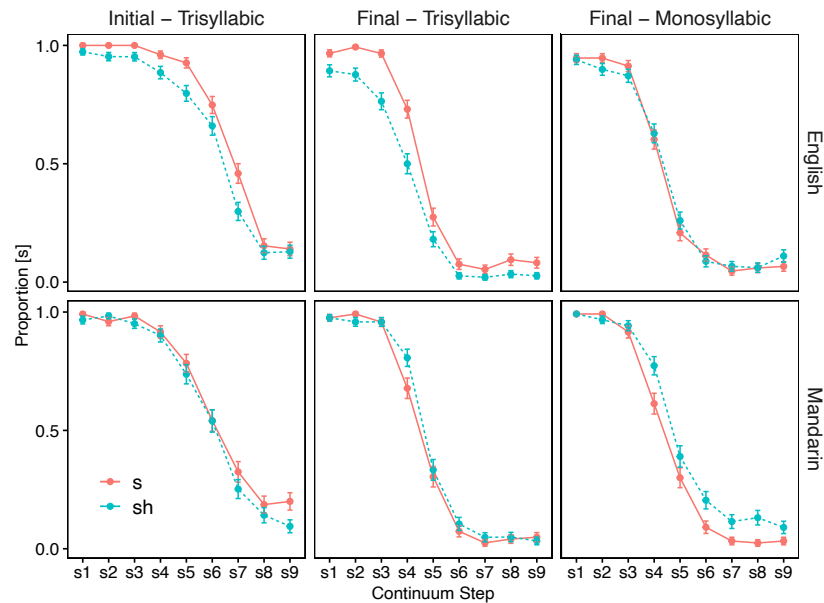 Initial − Trisyllabic
Final − Trisyllabic
Final − Monosyllabic
1.0
0.5
0.0
English
1.0
0.5
0.0
Mandarin
Proportion [s]
s
sh
s1 s2 s3 s4 s5 s6 s7 s8 s9
s1 s2 s3 s4 s5 s6 s7 s8 s9
s1 s2 s3 s4 s5 s6 s7 s8 s9
Continuum Step